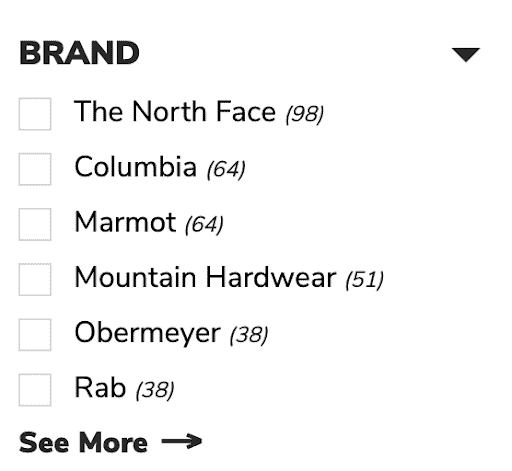 BRAND
The North Face (98)
Columbia (64)
Marmot (64)
Mountain Hardwear (51)
Obermeyer (38)
Rab (38)
See More →